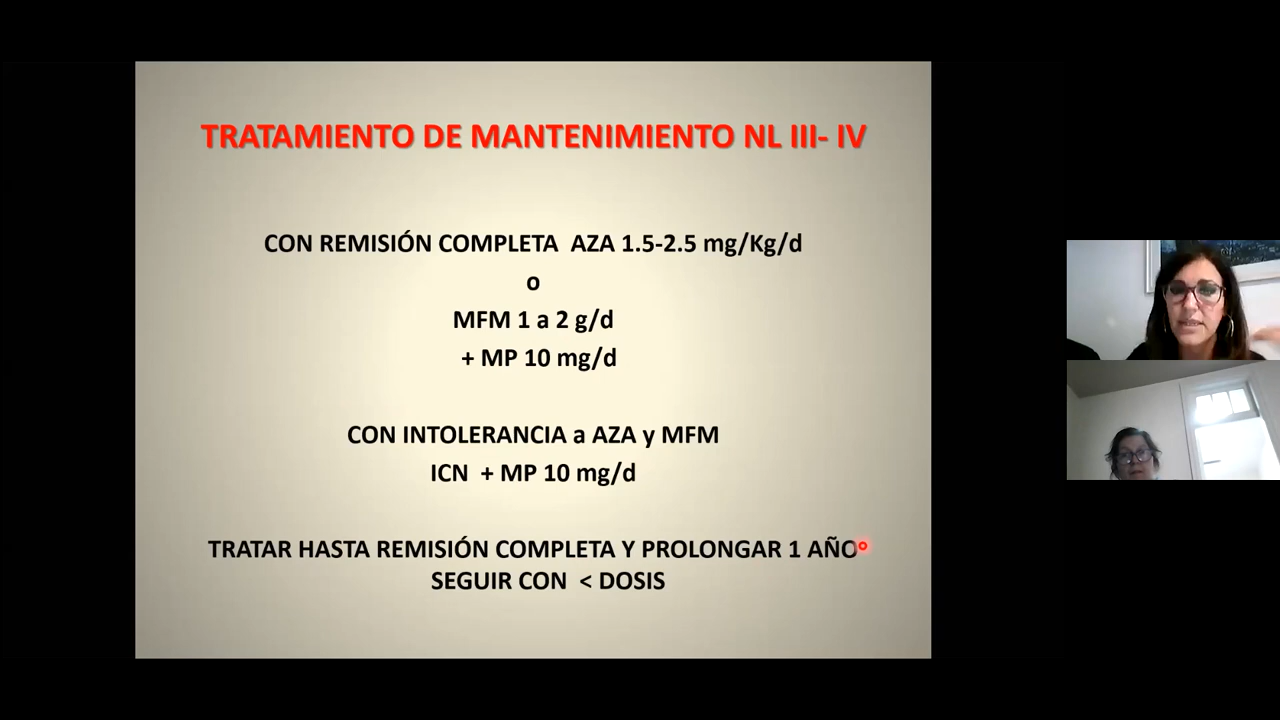 TRATAMIENTO DE MANTENIMIENTO NL III- IV
CON REMISIÓN COMPLETA AZA 1.5-2.5 mg/Kg/d
o
MFM 1 a 2 g/d
+ MP 10 mg/d
CON INTOLERANCIA a AZA y MFM
ICN + MP 10 mg/d
TRATAR HASTA REMISIÓN COMPLETA Y PROLONGAR 1 AÑO
SEGUIR CON < DOSIS